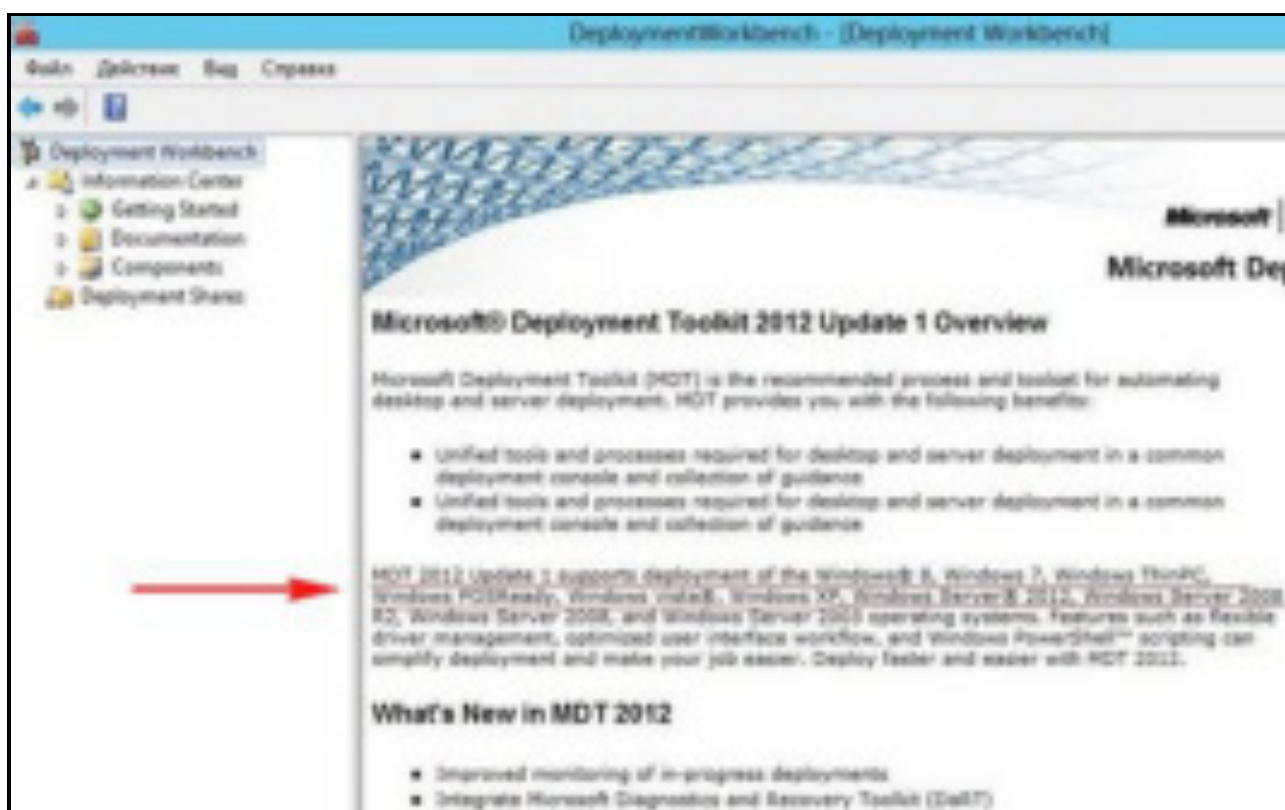 DeploymentWorkbench - [Deployment Workbench]
Файл Действие Вид Справка
Deployment Workbench
Information Center
Getting Started
Documentation
Components
Deployment Shares
Microsoft
Microsoft Dep
Microsoft® Deployment Toolkit 2012 Update 1 Overview
Microsoft Deployment Toolkit (MDT) is the recommended process and toolset for automating
desktop and server deployment. MDT provides you with the following benefits:
Unified tools and processes required for desktop and server deployment in a common
deployment console and collection of guidance
Unified tools and processes required for desktop and server deployment in a common
deployment console and collection of guidance
MDT 2012 Update 1 supports deployment of the Windows® 8, Windows 7, Windows ThinPC,
Windows POSReady, Windows Vista®, Windows XP, Windows Server® 2012, Windows Server 2008
R2, Windows Server 2008, and Windows Server 2003 operating systems. Features such as flexible
driver management, optimized user interface workflow, and Windows PowerShell™ scripting can
simplify deployment and make your job easier. Deploy faster and easier with MDT 2012.
What's New in MDT 2012
Improved monitoring of in-progress deployments
Integrate Microsoft Diagnostics and Recovery Toolkit (DaRT)